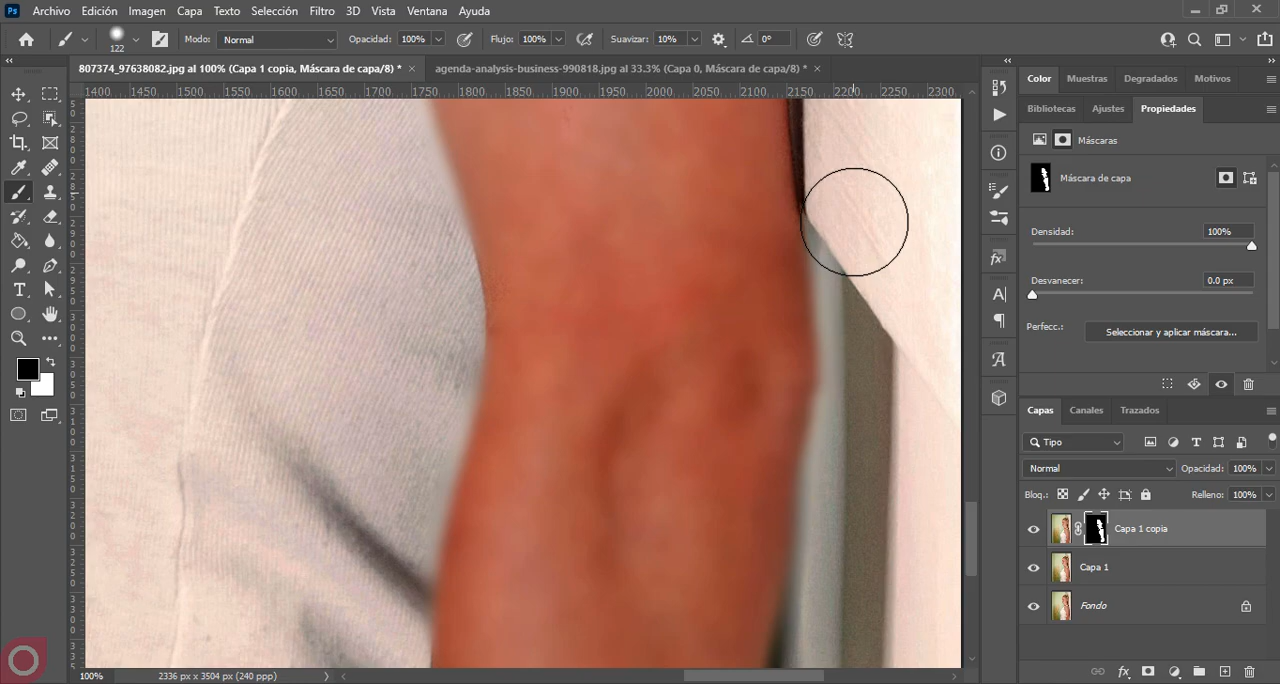 Ps Archivo Edición Imagen Capa Texto Selección Filtro 3D Vista Ventana Ayuda
122 Modo: Normal Opacidad: 100% Flujo: 100% Suavizar: 10% 0°
807374_97638082.jpg al 100% (Capa 1 copia, Máscara de capa/8) * × agenda-analysis-business-990818.jpg al 33.3% (Capa 0, Máscara de capa/8) * ×
1400 1450 1500 1550 1600 1650 1700 1750 1800 1850 1900 1950 2000 2050 2100 2150 2200 2250 2300
Color Muestras Degradados Motivos
Bibliotecas Ajustes Propiedades
Máscaras
Máscara de capa
Densidad: 100%
Desvanecer: 0.0 px
Perfecc.: Seleccionar y aplicar máscara...
Capas Canales Trazados
Tipo
Normal Opacidad: 100%
Bloq.: Relleno: 100%
Capa 1 copia
Capa 1
Fondo
100% 2336 px x 3504 px (240 ppp)